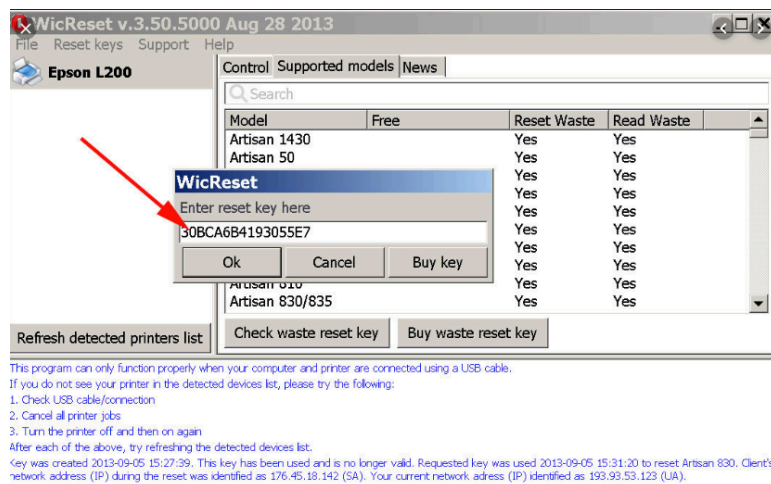 WicReset v.3.50.5000 Aug 28 2013
File Reset keys Support Help
Epson L200
Control Supported models News
Search
Model Free Reset Waste Read Waste
Artisan 1430 Yes Yes
Artisan 50 Yes Yes
Yes Yes
WicReset
Yes Yes
Enter reset key here
Yes Yes
30BCA6B4193055E7
Yes Yes
Yes Yes
Ok Cancel Buy key
Yes Yes
Yes Yes
Artisan 830/835 Yes Yes
Refresh detected printers list
Check waste reset key Buy waste reset key
This program can only function properly when your computer and printer are connected using a USB cable.
If you do not see your printer in the detected devices list, please try the following:
1. Check USB cable/connection
2. Cancel all printer jobs
3. Turn the printer off and then on again
After each of the above, try refreshing the detected devices list.
Key was created 2013-09-05 15:27:39. This key has been used and is no longer valid. Requested key was used 2013-09-05 15:31:20 to reset Artisan 830. Client's
network address (IP) during the reset was identified as 176.45.18.142 (SA). Your current network adress (IP) identified as 193.93.53.123 (UA).